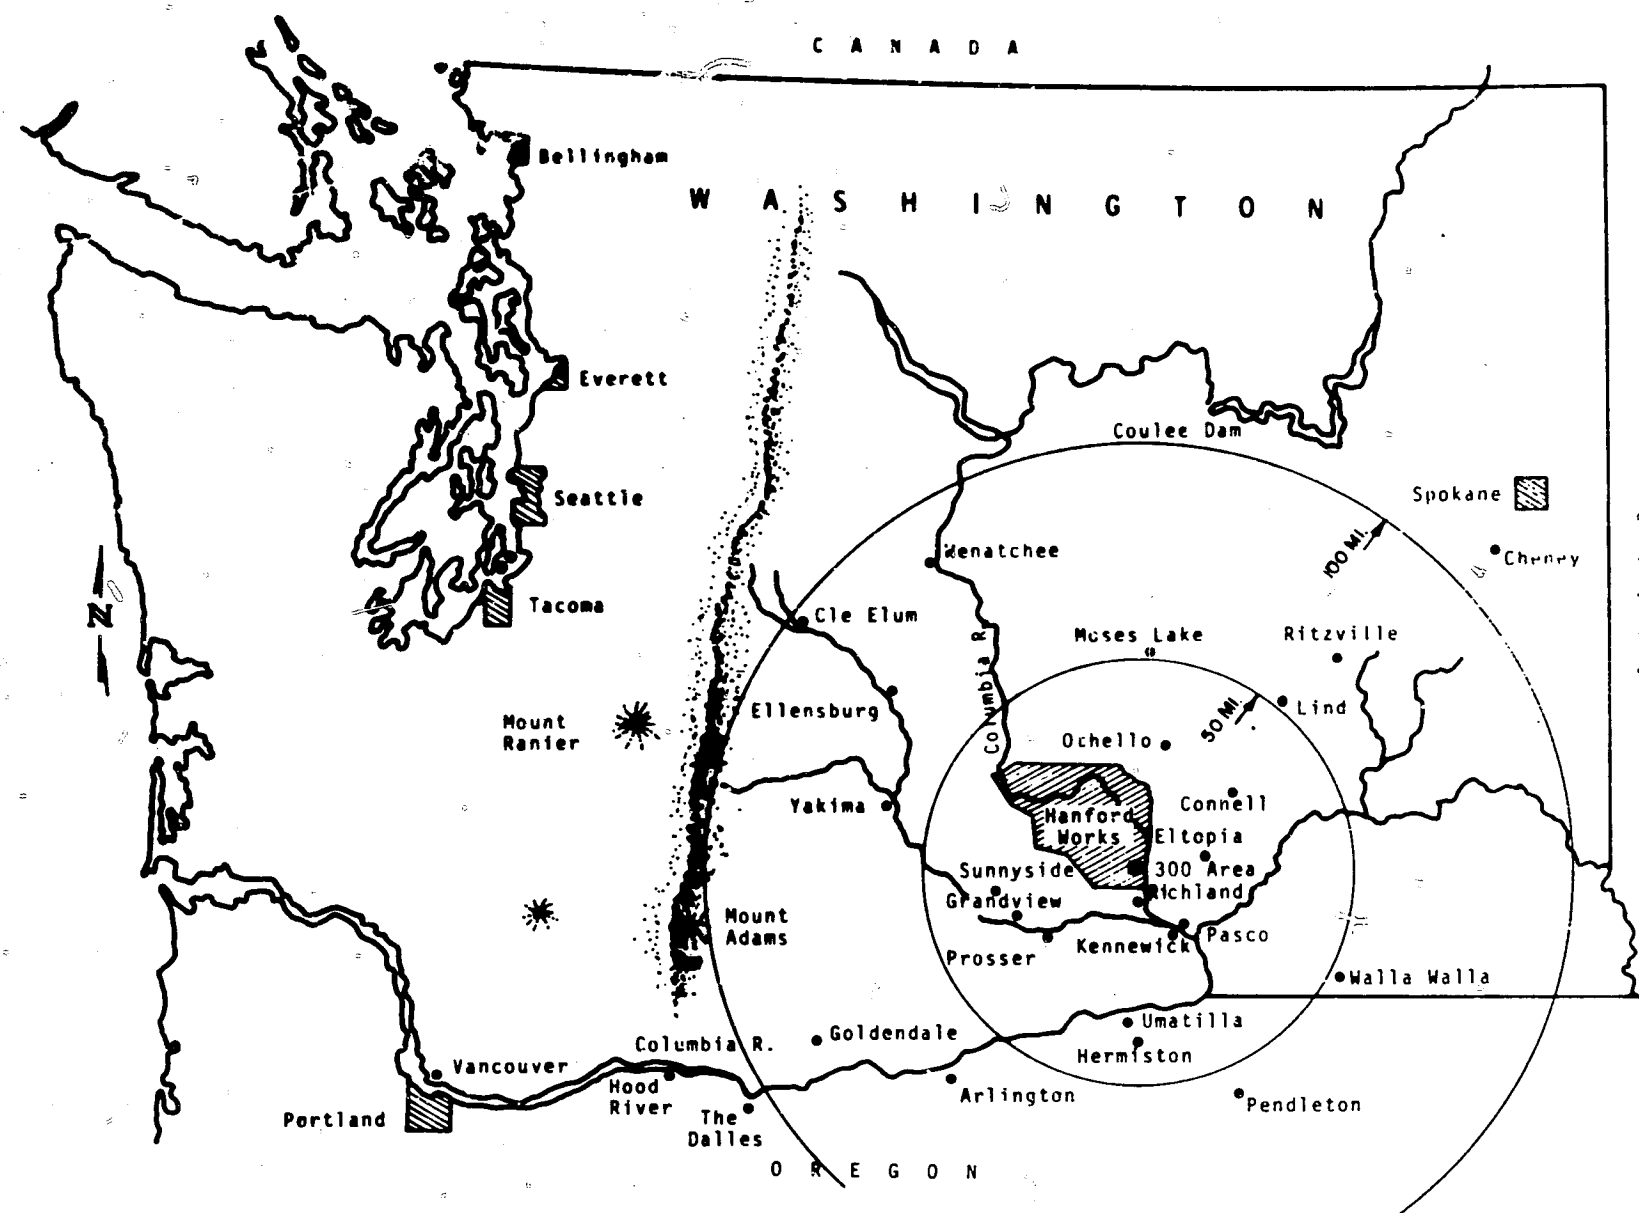 CANADA
Bellingham
WASHINGTON
Everett
Coulee Dam
Seattle
Spokane
100 MI.
Wenatchee
Cheney
N
Tacoma
Cle Elum
Columbia R.
Moses Lake
Ritzville
Mount
Ranier
Ellensburg
50 MI.
Lind
Ochello
Yakima
Connell
Hanford
Works
Eltopia
Sunnyside
300 Area
Grandview
Richland
Mount
Adams
Prosser
Kennewick
Pasco
Walla Walla
Umatilla
Goldendale
Columbia R.
Hermiston
Vancouver
Hood
River
Arlington
Pendleton
Portland
The
Dalles
OREGON